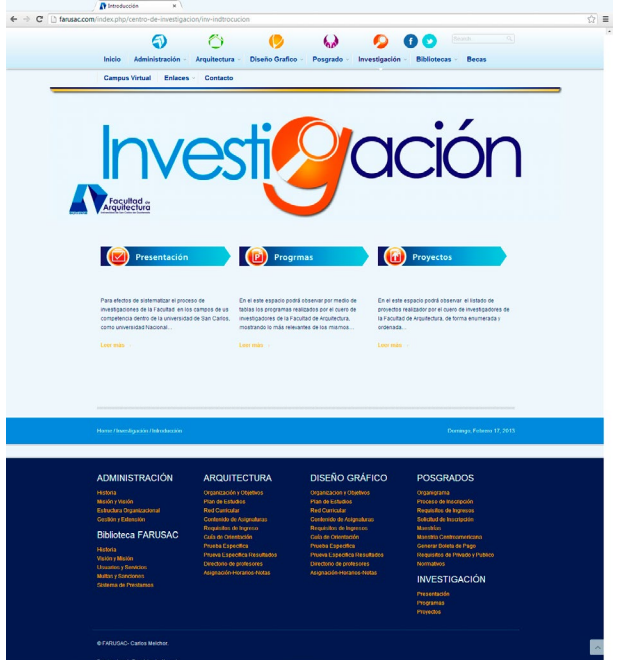 Introducción
farusac.com/index.php/centro-de-investigacion/inv-indtrocucion
Inicio Administración Arquitectura Diseño Grafico Posgrado Investigación Bibliotecas Becas
Campus Virtual Enlaces Contacto
Investigación
Facultad de
Arquitectura
Presentación Progrmas Proyectos
Para efectos de sistematizar el proceso de
investigaciones de la Facultad en los campos de us
competencia dentro de la universidad de San Carlos,
como universidad Nacional...
Leer más
En el este espacio podrá observar por medio de
tablas los programas realizados por el cuero de
investigadores de la Facultad de Arquitectura,
mostrando lo más relevantes de los mismos...
Leer más
En el este espacio podrá observar el listado de
proyectos realizador por el cuero de investigadores de
la Facultad de Arquitectura, de forma enumerada y
ordenada...
Leer más
Home / Investigación / Introducción Domingo, Febrero 17, 2013
ADMINISTRACIÓN
Historia
Misión y Visión
Estructura Organizacional
Gestión y Extensión
Biblioteca FARUSAC
Historia
Visión y Misión
Usuarios y Servicios
Multas y Sanciones
Sistema de Prestamos
ARQUITECTURA
Organización y Objetivos
Plan de Estudios
Red Curricular
Contenido de Asignaturas
Requisitos de Ingreso
Guía de Orientación
Prueba Específica
Prueva Especifica Resultados
Directorio de profesores
Asignación-Horarios-Notas
DISEÑO GRÁFICO
Organización y Objetivos
Plan de Estudios
Red Curricular
Contenido de Asignaturas
Requisitos de Ingreso
Guía de Orientación
Prueba Específica
Prueva Especifica Resultados
Directorio de profesores
Asignación-Horarios-Notas
POSGRADOS
Organigrama
Proceso de Inscripción
Requisitos de Ingresos
Solicitud de Inscripción
Maestrías
Maestría Centroamericana
Generar Boleta de Pago
Requisitos de Privado y Publico
Normativos
INVESTIGACIÓN
Presentación
Programas
Proyectos
© FARUSAC- Carlos Melchor.